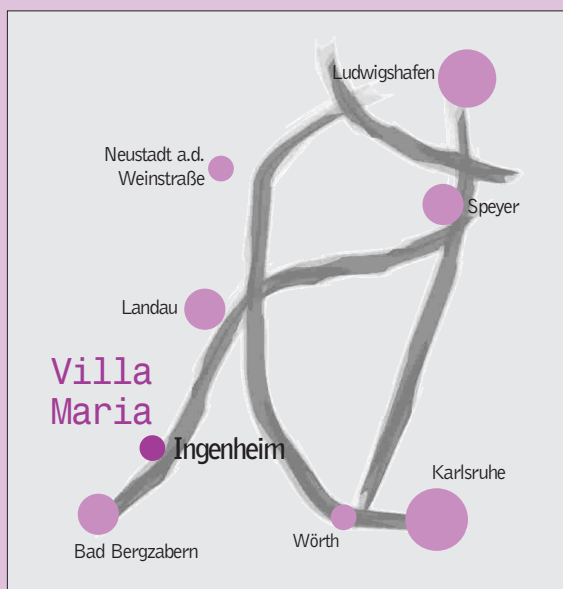 Ludwigshafen
Neustadt a.d.
Weinstraße
Speyer
Landau
Villa
Maria
Ingenheim
Karlsruhe
Wörth
Bad Bergzabern